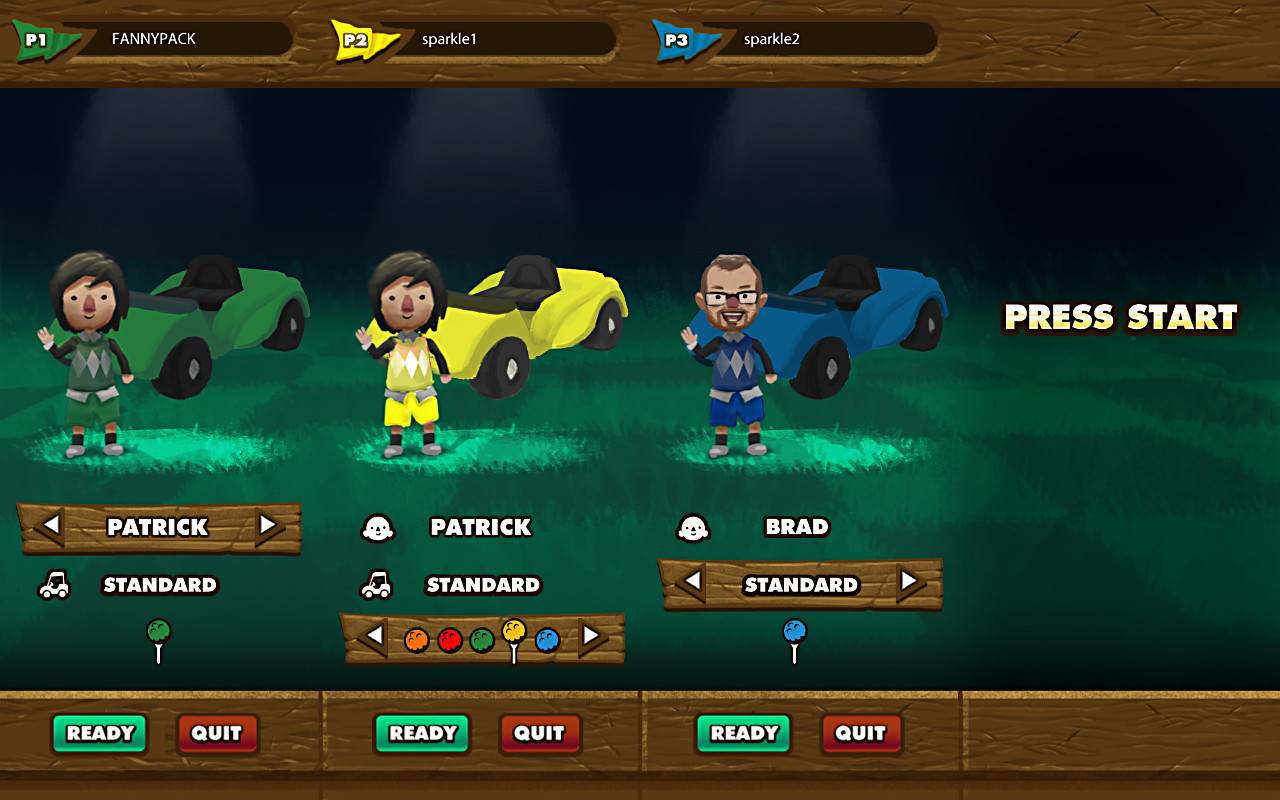 P1 FANNYPACK
P2 sparkle1
P3 sparkle2
PRESS START
PATRICK
PATRICK
BRAD
STANDARD
STANDARD
STANDARD
READY QUIT
READY QUIT
READY QUIT